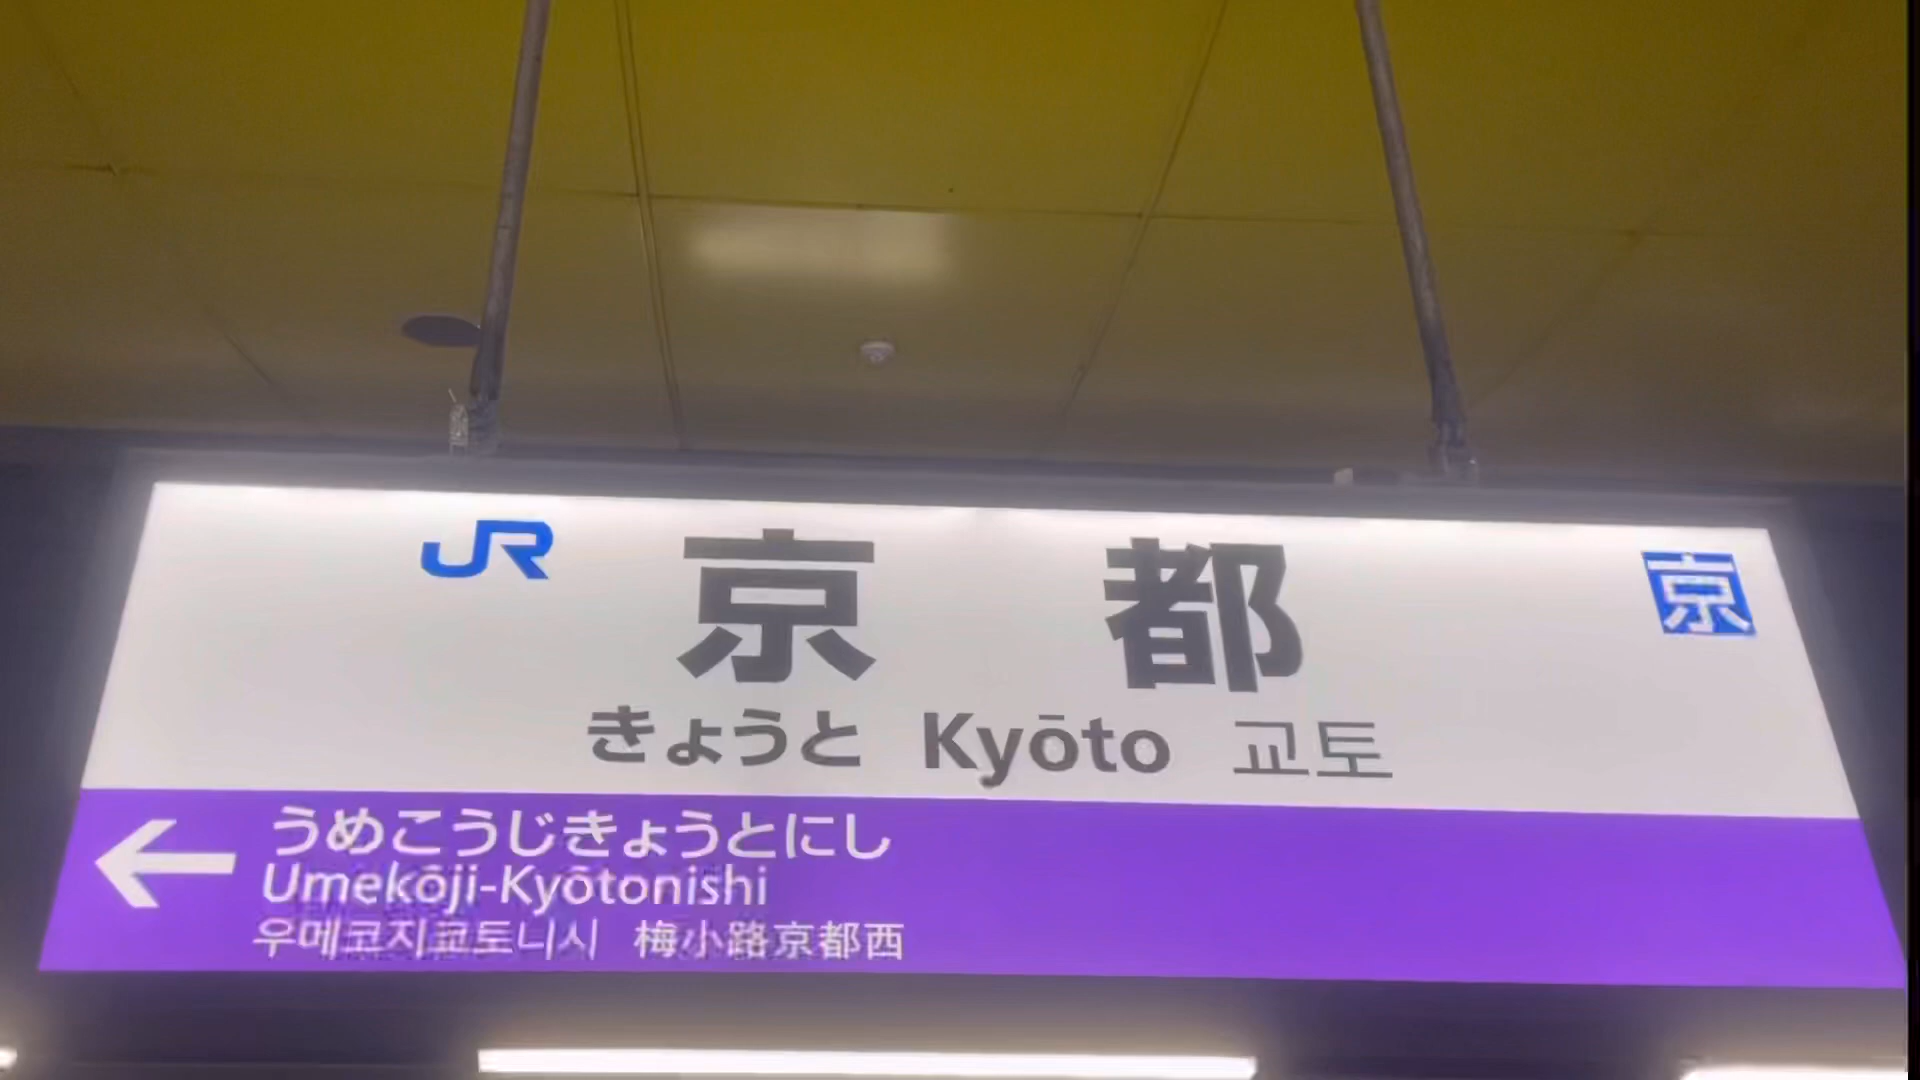 JR 京都 京
きょうと Kyōto 교토
← うめこうじきょうとにし
Umekōji-Kyōtonishi
우메코지교토니시 梅小路京都西